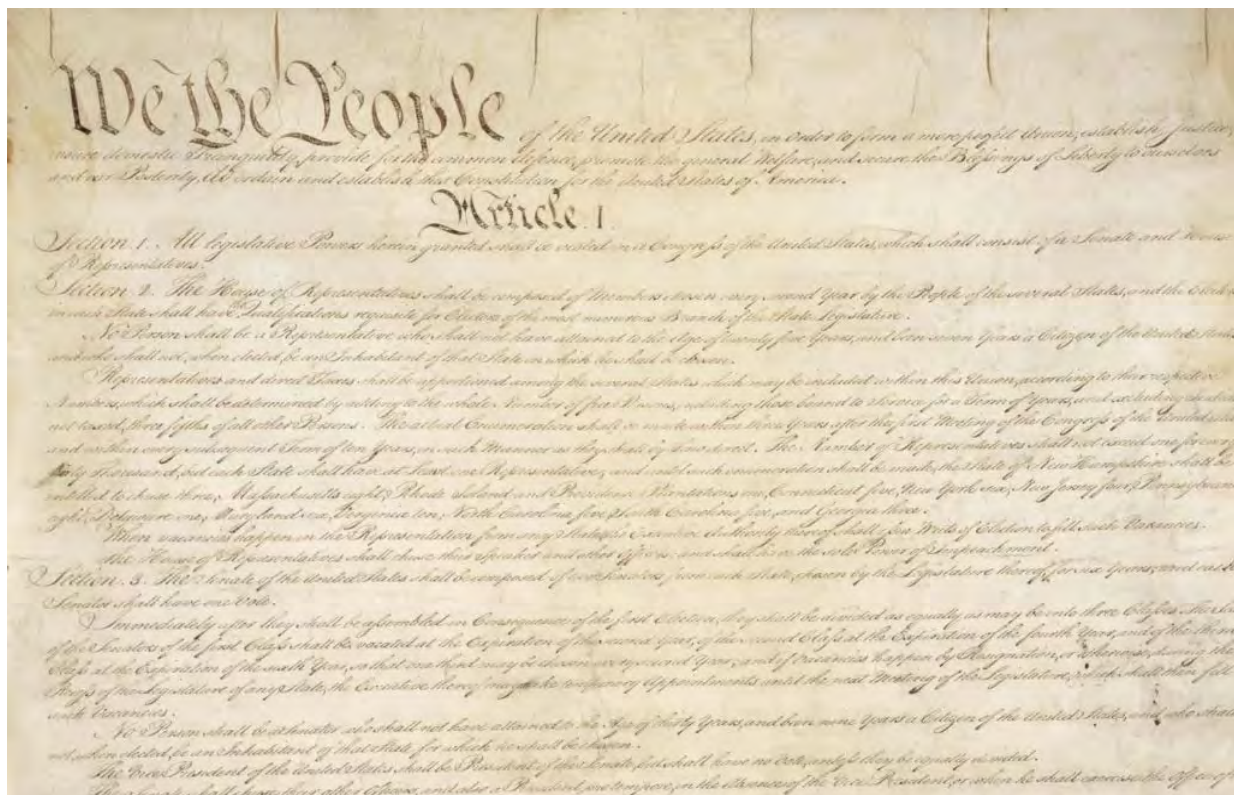 We the People of the United States, in Order to form a more perfect Union, establish Justice,
insure domestic Tranquility, provide for the common defence, promote the general Welfare, and secure the Blessings of Liberty to ourselves
and our Posterity, do ordain and establish this Constitution for the United States of America.
Article. I.
Section. 1. All legislative Powers herein granted shall be vested in a Congress of the United States, which shall consist of a Senate and House
of Representatives.
Section. 2. The House of Representatives shall be composed of Members chosen every second Year by the People of the several States, and the Electors
in each State shall have Qualifications requisite for Electors of the most numerous Branch of the State Legislature.
No Person shall be a Representative who shall not have attained to the Age of twenty five Years, and been seven Years a Citizen of the United States,
and who shall not, when elected, be an Inhabitant of that State in which he shall be chosen.
Representatives and direct Taxes shall be apportioned among the several States which may be included within this Union, according to their respective
Numbers, which shall be determined by adding to the whole Number of free Persons, including those bound to Service for a Term of Years, and excluding Indians
not taxed, three fifths of all other Persons. The actual Enumeration shall be made within three Years after the first Meeting of the Congress of the United States,
and within every subsequent Term of ten Years, in such Manner as they shall by Law direct. The Number of Representatives shall not exceed one for every
thirty Thousand, but each State shall have at Least one Representative; and until such enumeration shall be made, the State of New Hampshire shall be
entitled to chuse three, Massachusetts eight, Rhode Island and Providence Plantations one, Connecticut five, New York six, New Jersey four, Pennsylvania
eight, Delaware one, Maryland six, Virginia ten, North Carolina five, South Carolina five, and Georgia three.
When vacancies happen in the Representation from any State, the Executive Authority thereof shall issue Writs of Election to fill such Vacancies.
The House of Representatives shall chuse their Speaker and other Officers; and shall have the sole Power of Impeachment.
Section. 3. The Senate of the United States shall be composed of two Senators from each State, chosen by the Legislature thereof, for six Years; and each
Senator shall have one Vote.
Immediately after they shall be assembled in Consequence of the first Election, they shall be divided as equally as may be into three Classes. The Seats
of the Senators of the first Class shall be vacated at the Expiration of the second Year, of the second Class at the Expiration of the fourth Year, and of the third
Class at the Expiration of the sixth Year, so that one third may be chosen every second Year; and if Vacancies happen by Resignation, or otherwise, during the
Recess of the Legislature of any State, the Executive thereof may make temporary Appointments until the next Meeting of the Legislature, which shall then fill
such Vacancies.
No Person shall be a Senator who shall not have attained to the Age of thirty Years, and been nine Years a Citizen of the United States, and who shall
not, when elected, be an Inhabitant of that State for which he shall be chosen.
The Vice President of the United States shall be President of the Senate, but shall have no Vote, unless they be equally divided.
The Senate shall chuse their other Officers, and also a President pro tempore, in the Absence of the Vice President, or when he shall exercise the Office of